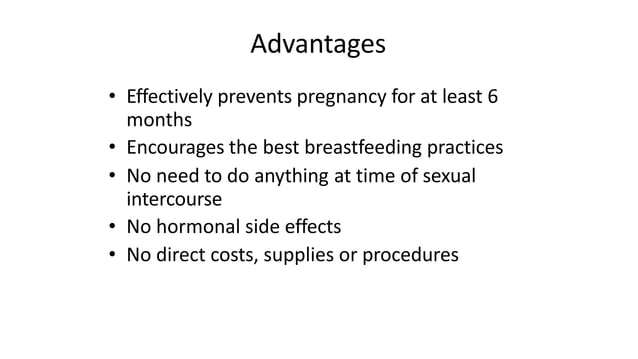 Advantages
• Effectively prevents pregnancy for at least 6
months
• Encourages the best breastfeeding practices
• No need to do anything at time of sexual
intercourse
• No hormonal side effects
• No direct costs, supplies or procedures